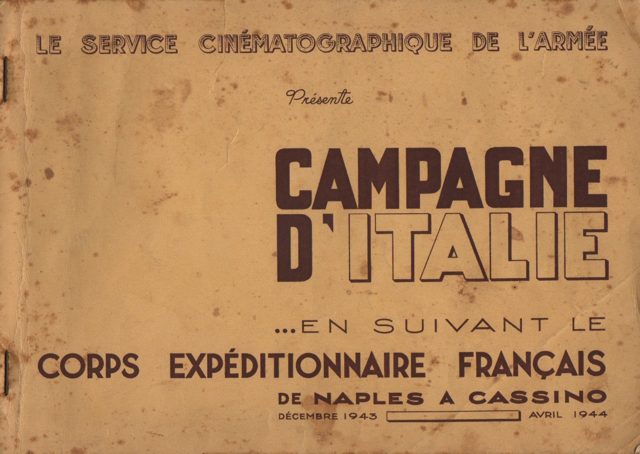 LE SERVICE CINÉMATOGRAPHIQUE DE L'ARMÉE
Présente
CAMPAGNE
D'ITALIE
...EN SUIVANT LE
CORPS EXPÉDITIONNAIRE FRANÇAIS
DE NAPLES A CASSINO
DÉCEMBRE 1943 AVRIL 1944